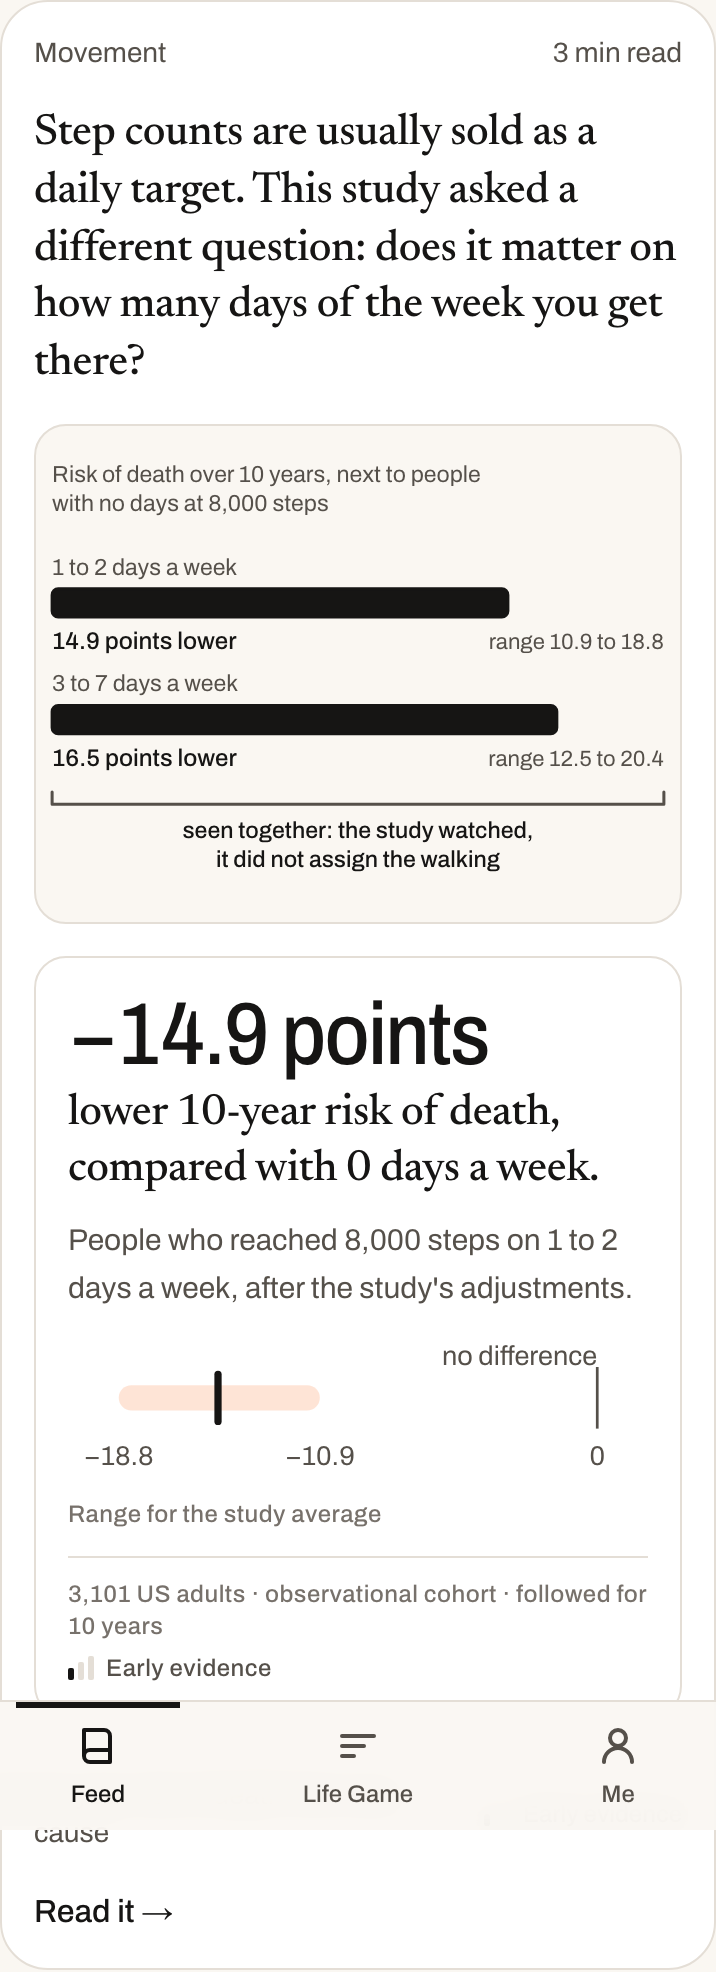 Movement
3 min read
Step counts are usually sold as a
daily target. This study asked a
different question: does it matter on
how many days of the week you get
there?
Risk of death over 10 years, next to people
with no days at 8,000 steps
1 to 2 days a week
14.9 points lower
range 10.9 to 18.8
3 to 7 days a week
16.5 points lower
range 12.5 to 20.4
seen together: the study watched,
it did not assign the walking
−14.9 points
lower 10-year risk of death,
compared with 0 days a week.
People who reached 8,000 steps on 1 to 2
days a week, after the study's adjustments.
no difference
−18.8
−10.9
0
Range for the study average
3,101 US adults · observational cohort · followed for
10 years
Early evidence
Feed
Life Game
Me
cause
Read it →